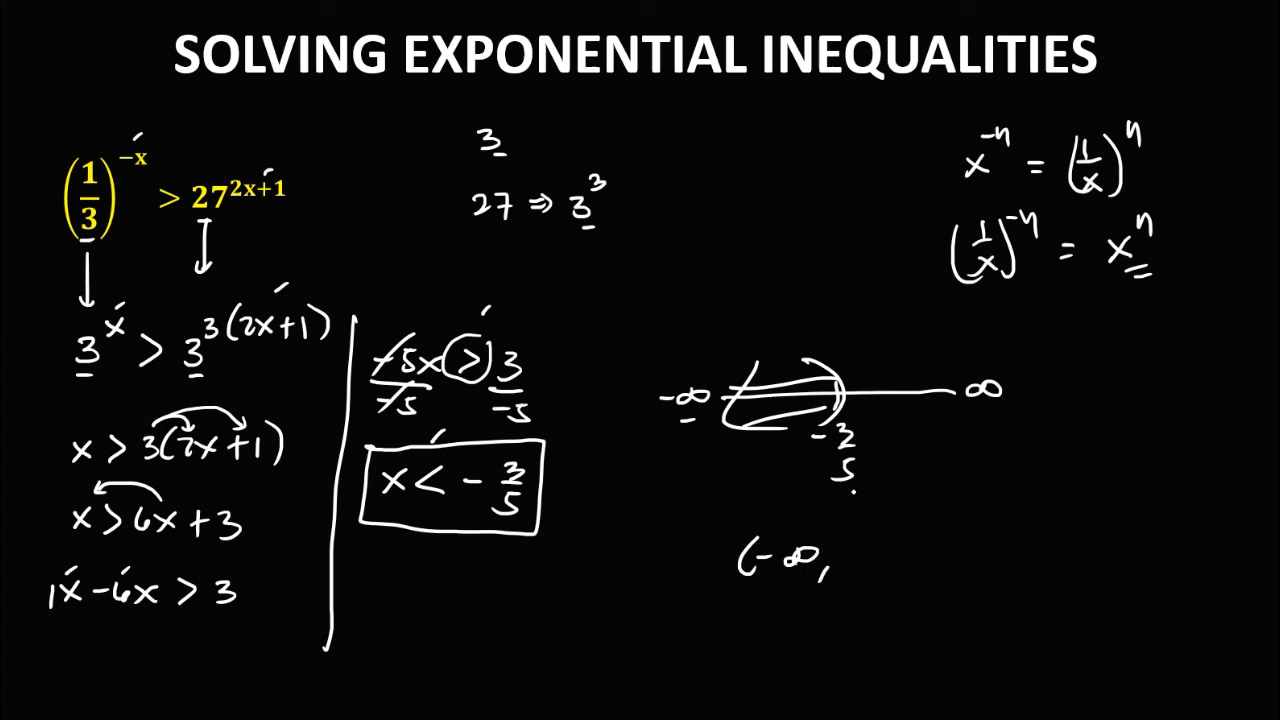 SOLVING EXPONENTIAL INEQUALITIES
(1/3)^(−x) > 27^(2x+1)
3
27 ⇒ 3^3
x^(-n) = (1/x)^n
(1/x)^(-n) = x^n
3^x > 3^(3(2x+1))
x > 3(2x+1)
x > 6x + 3
1x - 6x > 3
-5x > 3
-5 -5
x < - 3/5
-∞ ∞
- 3/5
(-∞,